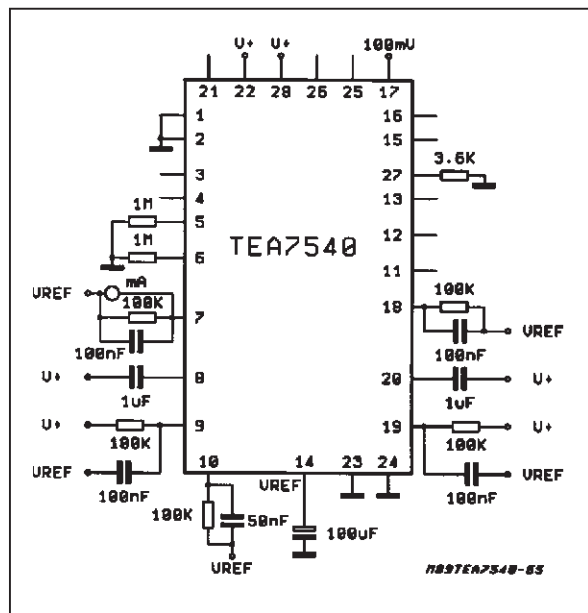 V+ V+ 100mV
21 22 28 26 25 17
1 16
2 15
3 27 3.6K
4 13
1M 5
TEA7540
12
1M 6
11
VREF mA
100K 7
18 100K
100nF
100nF VREF
V+ 8
1uF
20 V+
1uF
V+ 9
100K
19 V+
100K
VREF
100nF
VREF
100nF
10 14 23 24
VREF
100K 50nF
100uF
VREF
M89TEA7540-65